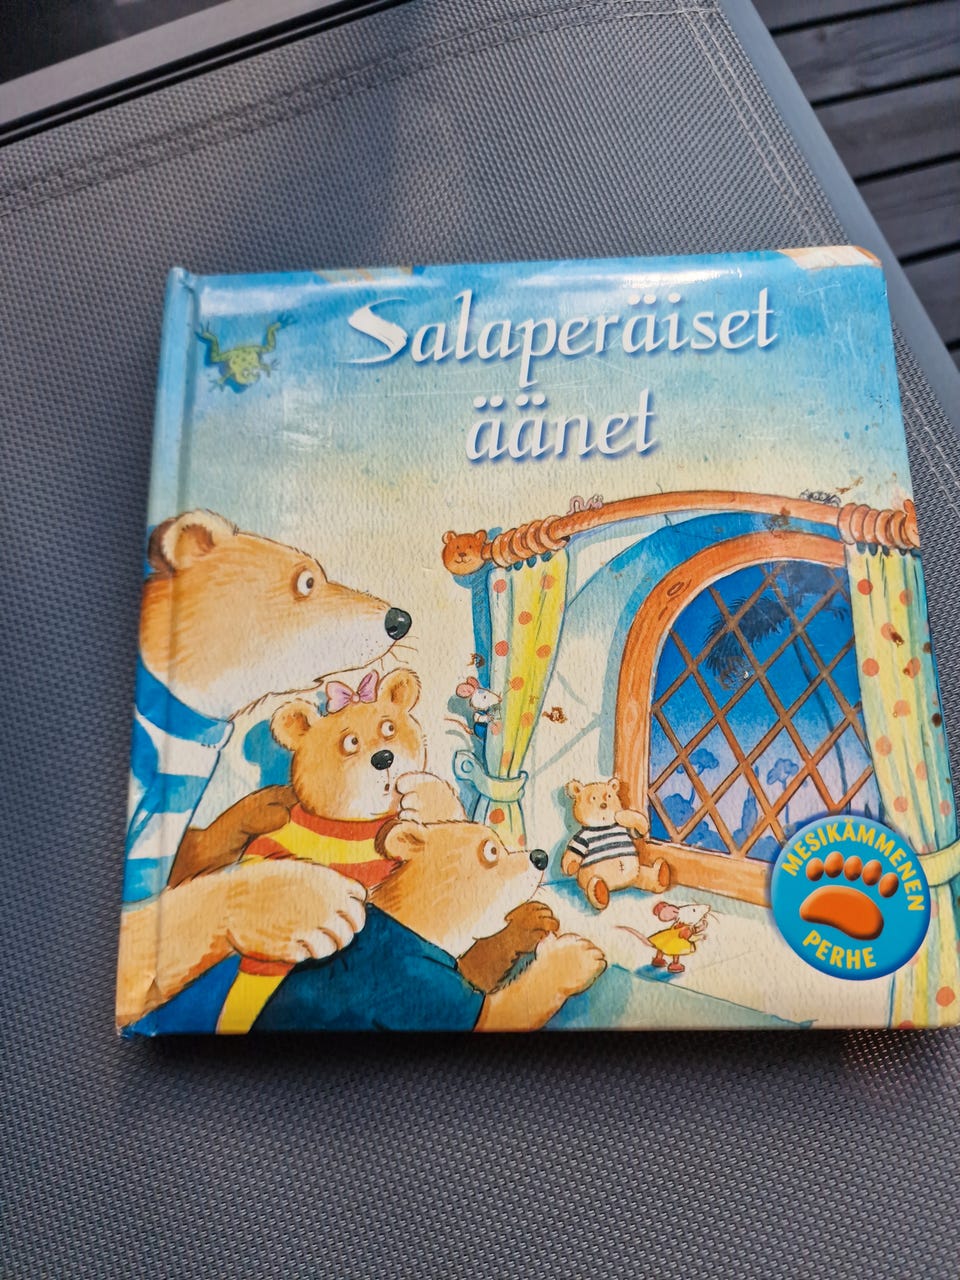 Salaperäiset
äänet
MESIKÄMMENEN
PERHE